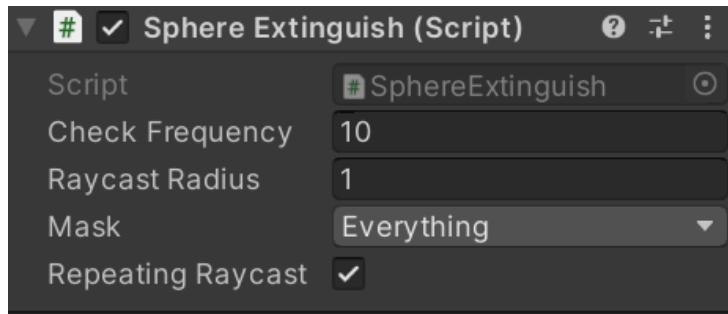 # Sphere Extinguish (Script)
Script # SphereExtinguish
Check Frequency 10
Raycast Radius 1
Mask Everything
Repeating Raycast